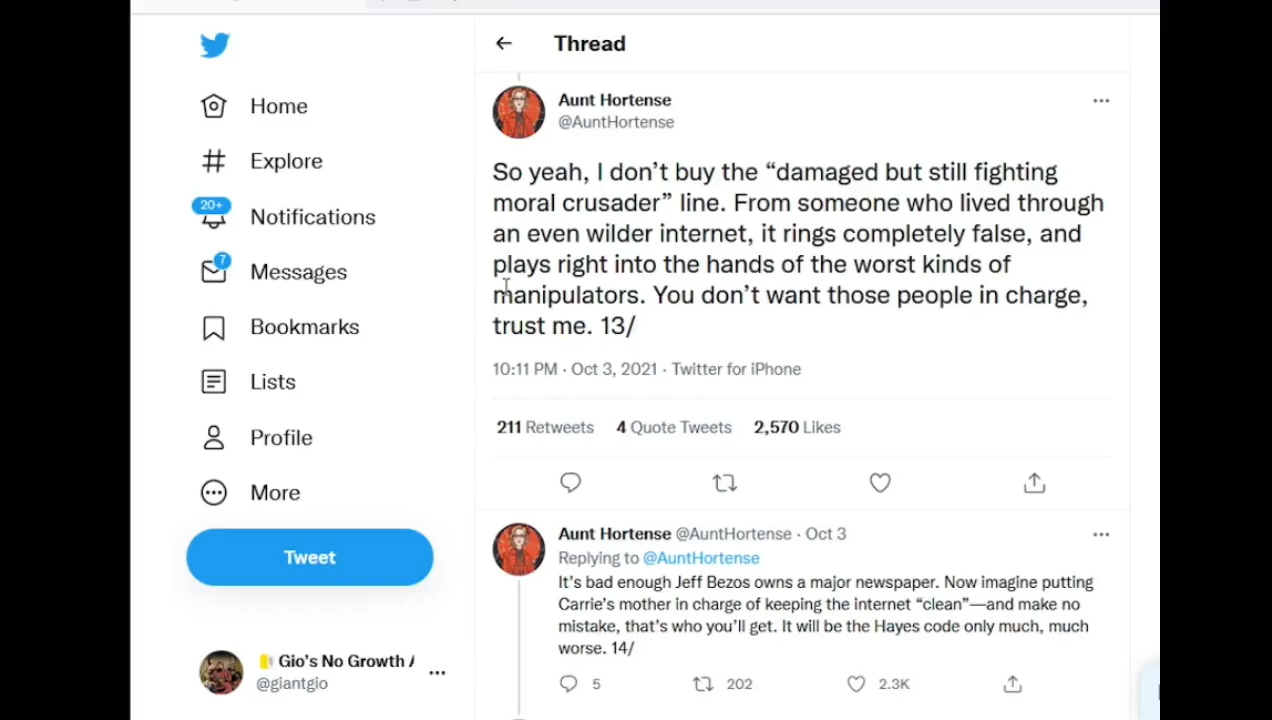 Thread
Home
Explore
20+
Notifications
7
Messages
Bookmarks
Lists
Profile
More
Tweet
Gio's No Growth
@giantgio
Aunt Hortense
@AuntHortense
So yeah, I don’t buy the “damaged but still fighting
moral crusader” line. From someone who lived through
an even wilder internet, it rings completely false, and
plays right into the hands of the worst kinds of
manipulators. You don’t want those people in charge,
trust me. 13/
10:11 PM · Oct 3, 2021 · Twitter for iPhone
211 Retweets 4 Quote Tweets 2,570 Likes
Aunt Hortense @AuntHortense · Oct 3
Replying to @AuntHortense
It’s bad enough Jeff Bezos owns a major newspaper. Now imagine putting
Carrie’s mother in charge of keeping the internet “clean”—and make no
mistake, that’s who you’ll get. It will be the Hayes code only much, much
worse. 14/
5 202 2.3K